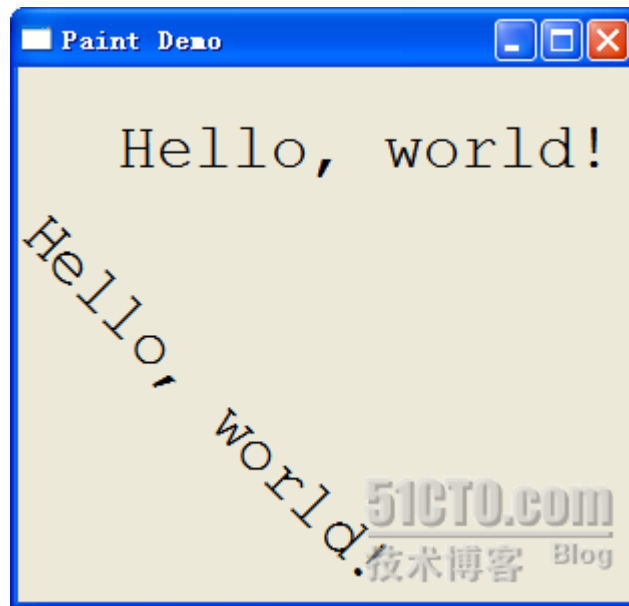 Paint Demo
Hello, world!
Hello, world!
51CTO.com
技术博客 Blog